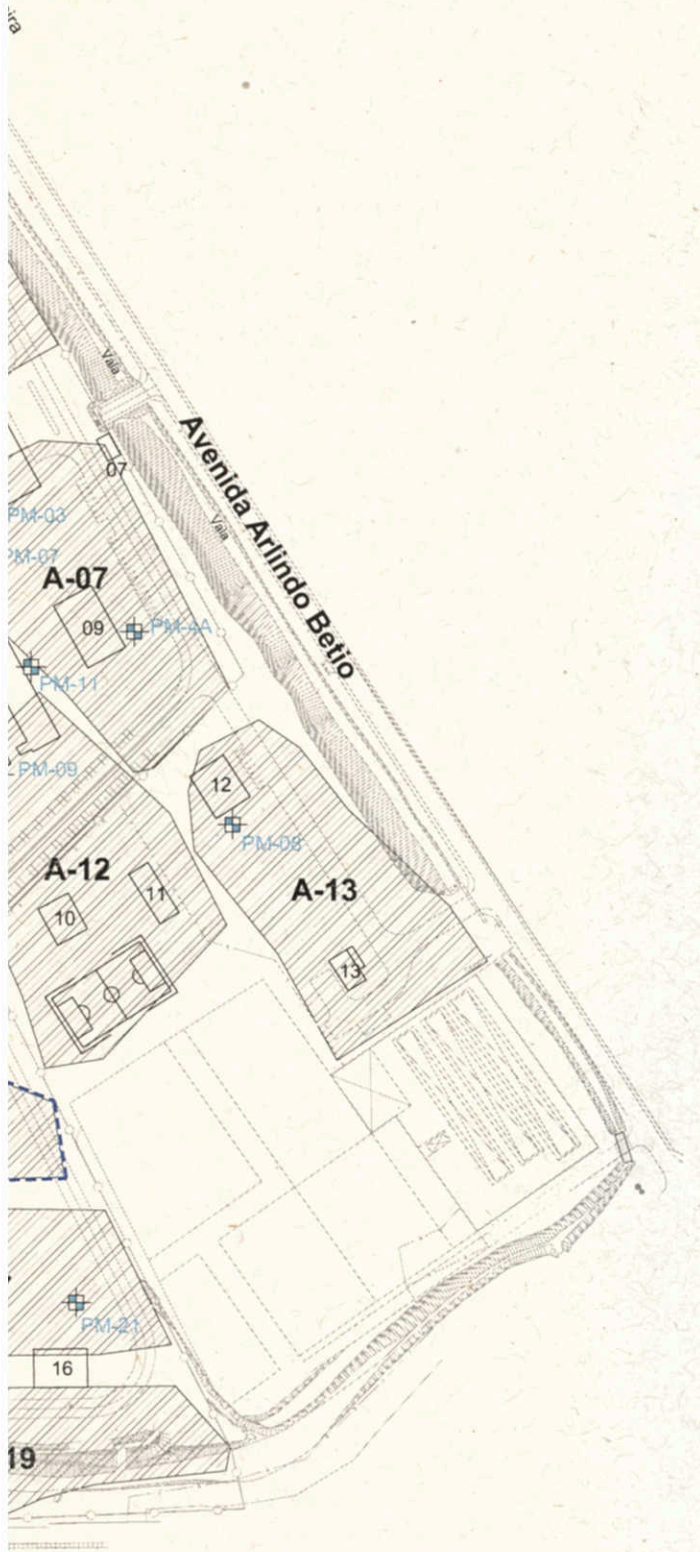 ira
Vala
07
PM-03
PM-07
A-07
09
PM-4A
PM-11
PM-09
Avenida Arlindo Betio
Vala
12
PM-08
A-12
A-13
11
10
13
PM-21
16
19